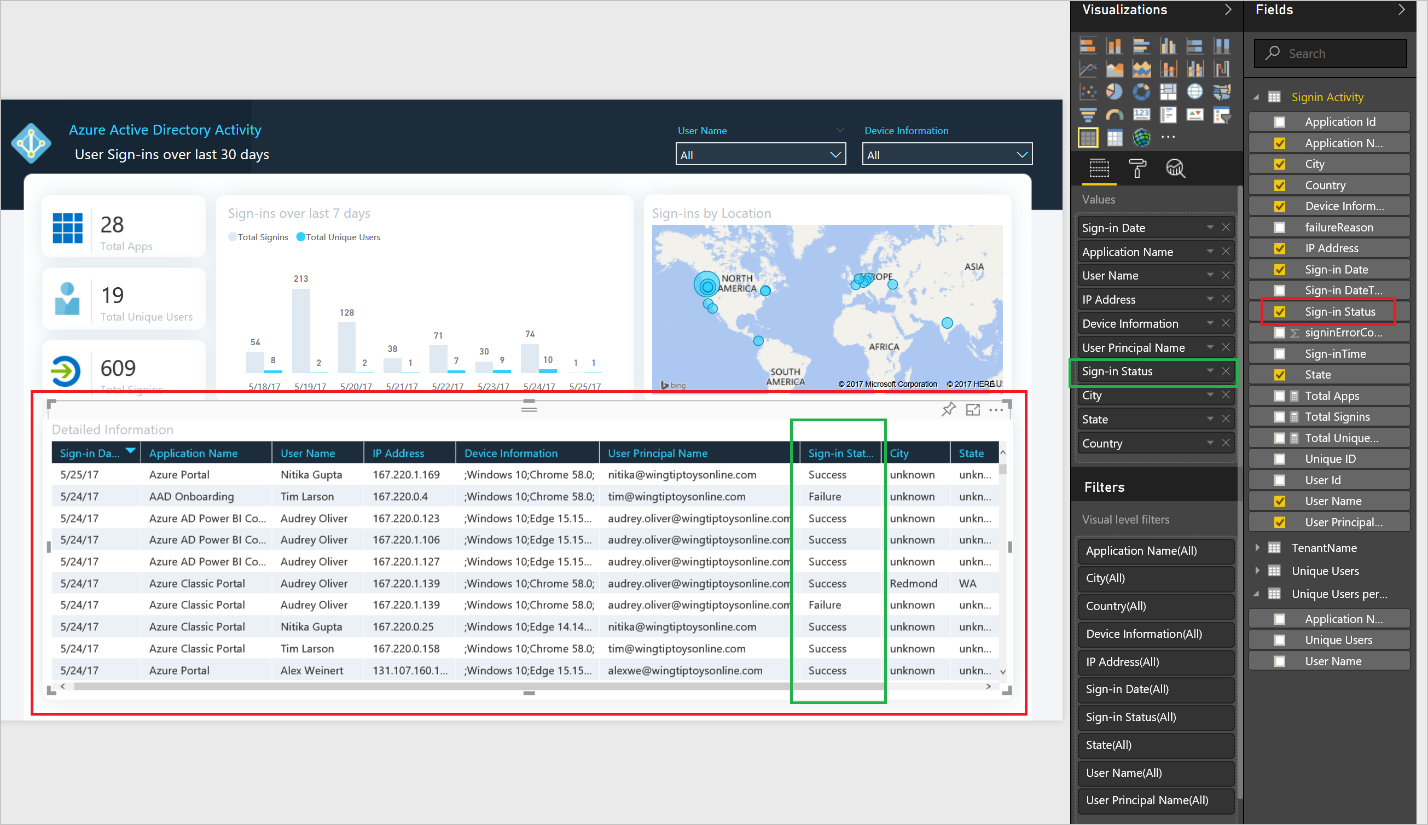 Azure Active Directory Activity
User Sign-ins over last 30 days
User Name
All
Device Information
All
28
Total Apps
19
Total Unique Users
609
Total Signins
Sign-ins over last 7 days
Total Signins Total Unique Users
54 8 213 2 128 2 38 1 71 7 30 9 74 10 1 1
5/18/17 5/19/17 5/20/17 5/21/17 5/22/17 5/23/17 5/24/17 5/25/17
Sign-ins by Location
NORTH
AMERICA
EUROPE
ASIA
AFRICA
SOUTH
AMERICA
bing
© 2017 Microsoft Corporation © 2017 HERE
Detailed Information
Sign-in Da... Application Name User Name IP Address Device Information User Principal Name Sign-in Stat... City State
5/25/17 Azure Portal Nitika Gupta 167.220.1.169 ;Windows 10;Chrome 58.0; nitika@wingtiptoysonline.com Success unknown unkn...
5/24/17 AAD Onboarding Tim Larson 167.220.0.4 ;Windows 10;Chrome 58.0; tim@wingtiptoysonline.com Failure unknown unkn...
5/24/17 Azure AD Power BI Co... Audrey Oliver 167.220.0.123 ;Windows 10;Edge 15.15... audrey.oliver@wingtiptoysonline.com Success unknown unkn...
5/24/17 Azure AD Power BI Co... Audrey Oliver 167.220.1.106 ;Windows 10;Edge 15.15... audrey.oliver@wingtiptoysonline.com Success unknown unkn...
5/24/17 Azure AD Power BI Co... Audrey Oliver 167.220.1.127 ;Windows 10;Edge 15.15... audrey.oliver@wingtiptoysonline.com Success unknown unkn...
5/24/17 Azure Classic Portal Audrey Oliver 167.220.1.139 ;Windows 10;Chrome 58.0; audrey.oliver@wingtiptoysonline.com Success Redmond WA
5/24/17 Azure Classic Portal Audrey Oliver 167.220.1.139 ;Windows 10;Chrome 58.0; audrey.oliver@wingtiptoysonline.com Failure unknown unkn...
5/24/17 Azure Classic Portal Nitika Gupta 167.220.0.25 ;Windows 10;Edge 14.14... nitika@wingtiptoysonline.com Success unknown unkn...
5/24/17 Azure Classic Portal Tim Larson 167.220.0.158 ;Windows 10;Chrome 58.0; tim@wingtiptoysonline.com Success unknown unkn...
5/24/17 Azure Portal Alex Weinert 131.107.160.1... ;Windows 10;Edge 15.15... alexwe@wingtiptoysonline.com Success unknown unkn...
Visualizations
123
Values
Sign-in Date
Application Name
User Name
IP Address
Device Information
User Principal Name
Sign-in Status
City
State
Country
Filters
Visual level filters
Application Name(All)
City(All)
Country(All)
Device Information(All)
IP Address(All)
Sign-in Date(All)
Sign-in Status(All)
State(All)
User Name(All)
User Principal Name(All)
Fields
Search
Signin Activity
Application Id
Application N...
City
Country
Device Inform...
failureReason
IP Address
Sign-in Date
Sign-in DateT...
Sign-in Status
signinErrorCo...
Sign-inTime
State
Total Apps
Total Signins
Total Unique...
Unique ID
User Id
User Name
User Principal...
TenantName
Unique Users
Unique Users per...
Application N...
Unique Users
User Name